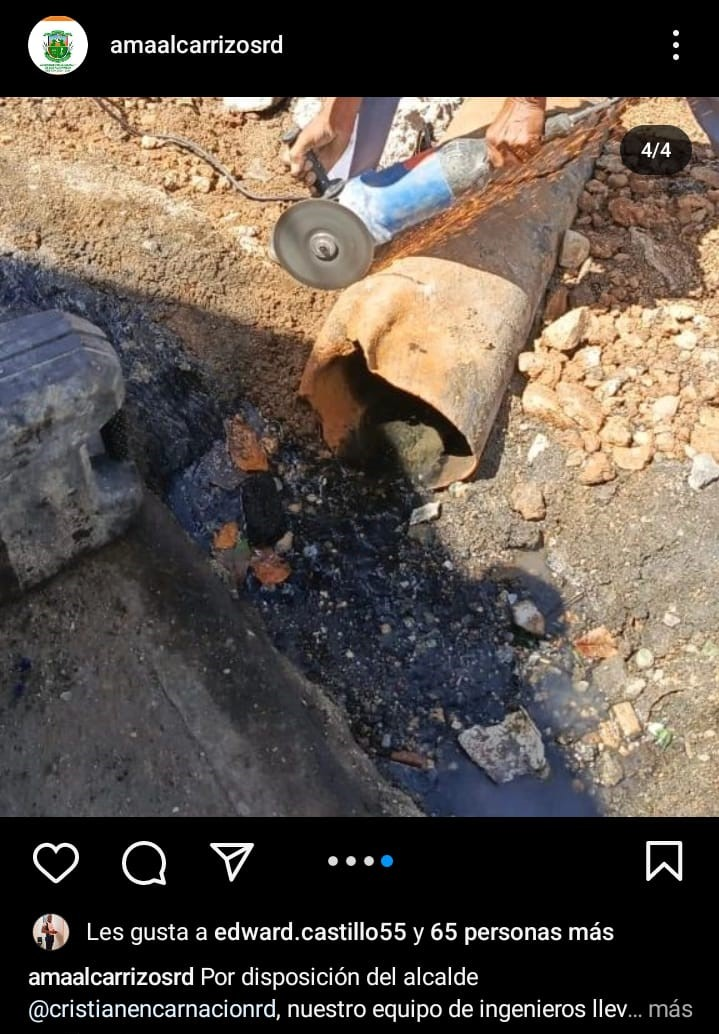 amaalcarrizosrd
4/4
Les gusta a edward.castillo55 y 65 personas más
amaalcarrizosrd Por disposición del alcalde
@cristianencarnacionrd, nuestro equipo de ingenieros llev... más